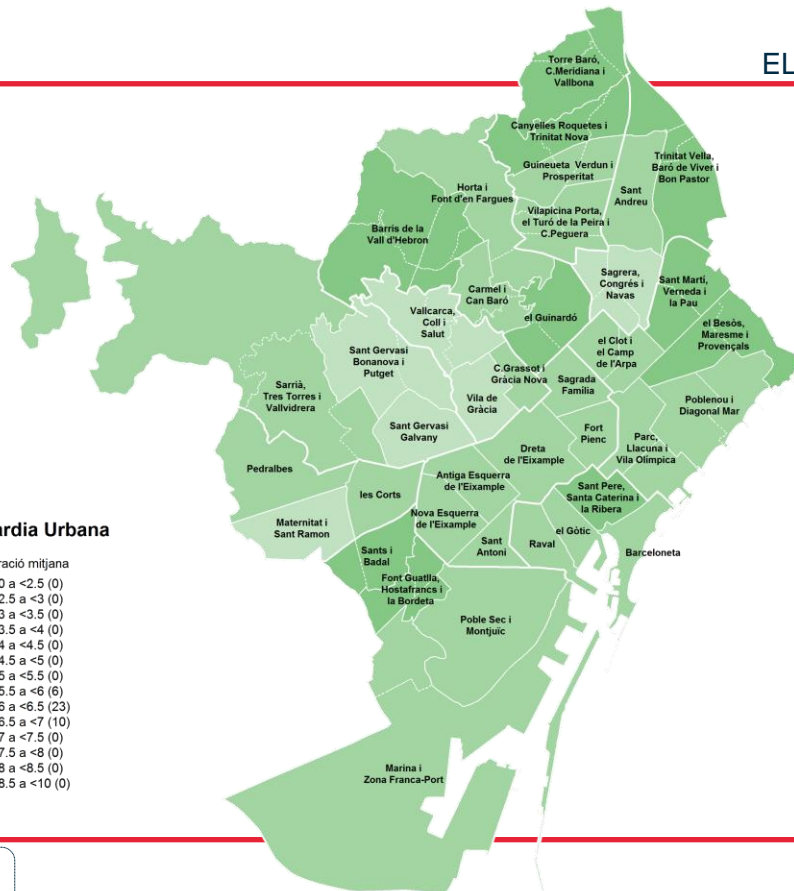 EL
Torre Baró,
C.Meridiana i
Vallbona
Canyelles Roquetes i
Trinitat Nova
Guineueta Verdun i
Prosperitat
Trinitat Vella,
Baró de Viver i
Bon Pastor
Sant
Andreu
Horta i
Font d'en Fargues
Vilapicina Porta,
el Turó de la Peira i
C.Peguera
Barris de la
Vall d'Hebron
Sagrera,
Congrés i
Navas
Sant Martí,
Verneda i
la Pau
Carmel i
Can Baró
Vallcarca,
Coll i
Salut
el Guinardó
el Besòs,
Maresme i
Provençals
el Clot i
el Camp
de l'Arpa
Sant Gervasi
Bonanova i
Putget
C.Grassot i
Gràcia Nova
Sagrada
Família
Sarrià,
Tres Torres i
Vallvidrera
Vila de
Gràcia
Poblenou i
Diagonal Mar
Sant Gervasi
Galvany
Fort
Pienc
Parc,
Llacuna i
Vila Olímpica
Dreta
de l'Eixample
Pedralbes
Antiga Esquerra
de l'Eixample
les Corts
Sant Pere,
Santa Caterina i
la Ribera
Nova Esquerra
de l'Eixample
Maternitat i
Sant Ramon
el Gòtic
Sant
Antoni
Raval
Barceloneta
Sants i
Badal
Font Guatlla,
Hostafrancs i
la Bordeta
Poble Sec i
Montjuïc
Marina i
Zona Franca-Port
ardia Urbana
ració mitjana
0 a <2.5 (0)
2.5 a <3 (0)
3 a <3.5 (0)
3.5 a <4 (0)
4 a <4.5 (0)
4.5 a <5 (0)
5 a <5.5 (0)
5.5 a <6 (6)
6 a <6.5 (23)
6.5 a <7 (10)
7 a <7.5 (0)
7.5 a <8 (0)
8 a <8.5 (0)
8.5 a <10 (0)